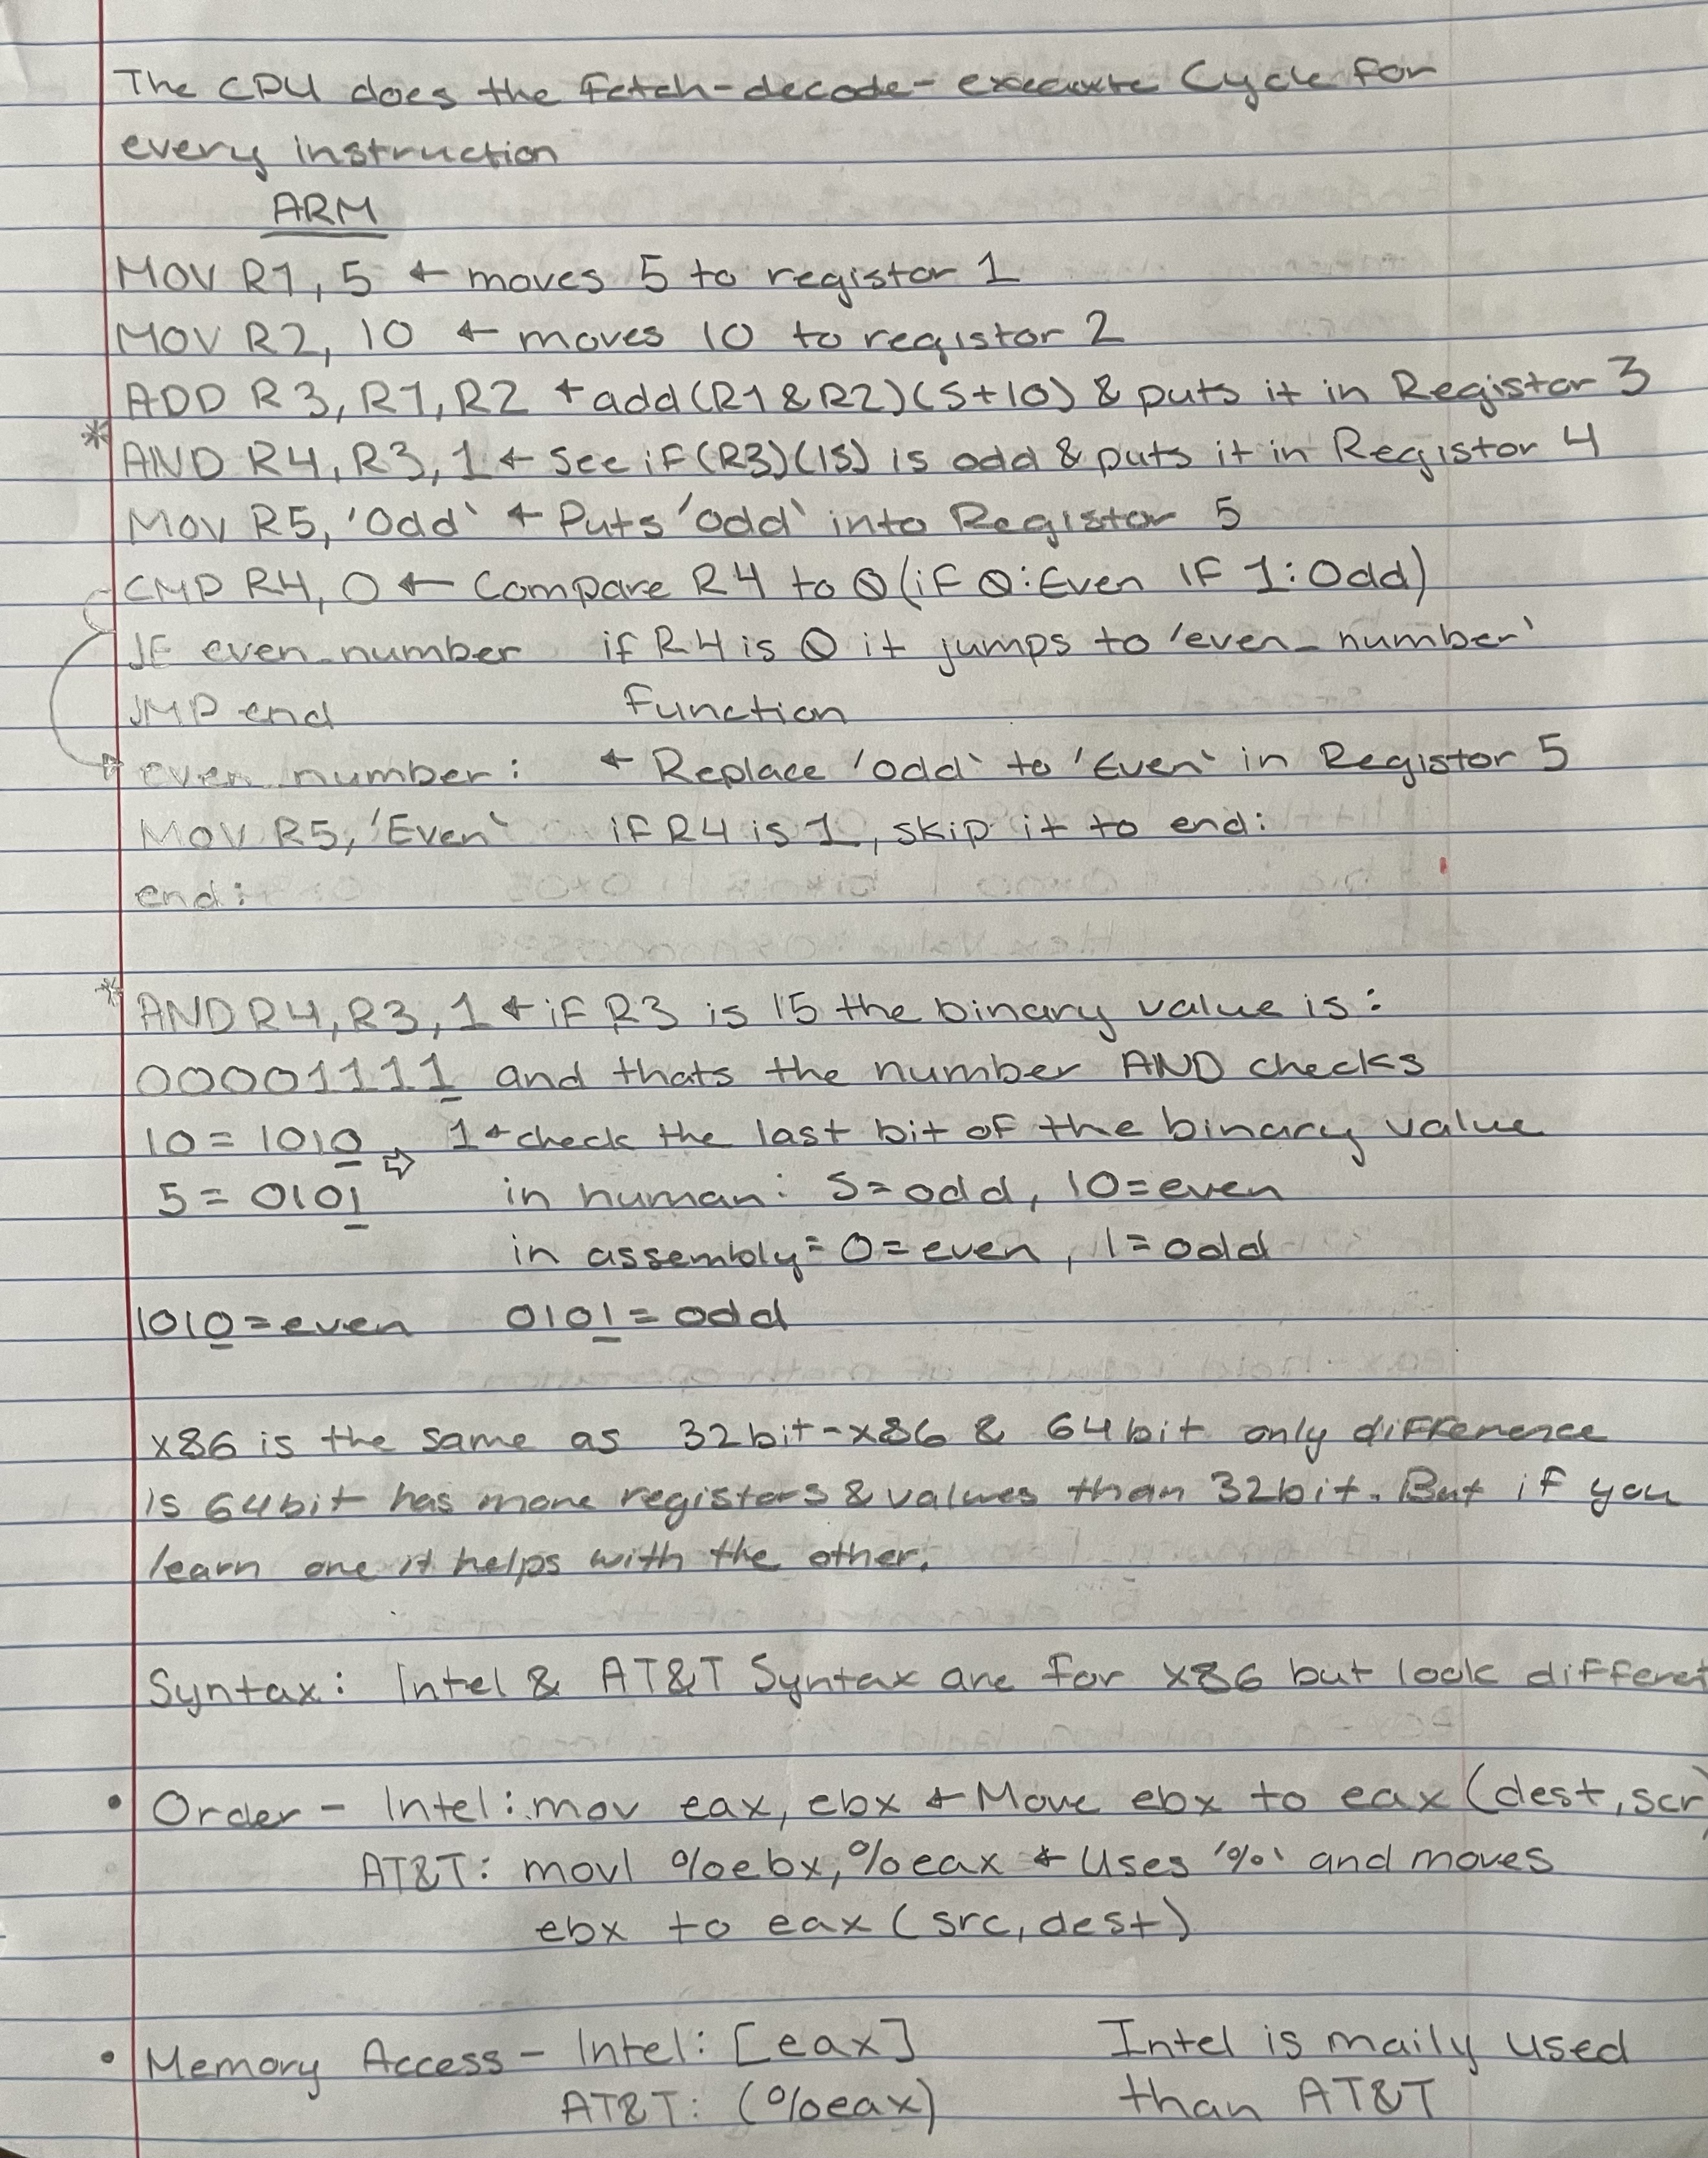 The CPU does the fetch-decode-execute Cycle for
every instruction
ARM
MOV R1, 5 ← moves 5 to registor 1
MOV R2, 10 ← moves 10 to registor 2
ADD R3, R1, R2 ← add(R1&R2)(5+10) & puts it in Registor 3
* AND R4, R3, 1 ← See if (R3)(15) is odd & puts it in Registor 4
Mov R5, 'Odd' ← Puts 'odd' into Registor 5
CMP R4, 0 ← Compare R4 to 0 (if 0: Even IF 1: Odd)
JE even_number if R4 is 0 it jumps to 'even_number'
JMP end Function
even_number: ← Replace 'odd' to 'Even' in Registor 5
MOV R5, 'Even' if R4 is 1, skip it to end:
end:
* AND R4, R3, 1 ← if R3 is 15 the binary value is:
00001111 and thats the number AND checks
10 = 1010 ⇨ 1 ← check the last bit of the binary value
5 = 0101 in human: 5=odd, 10=even
in assembly= 0=even, 1=odd
1010=even 0101=odd
x86 is the same as 32bit-x86 & 64bit only difference
is 64bit has more registors & values than 32bit. But if you
learn one it helps with the other.
Syntax: Intel & AT&T Syntax are for x86 but look differen
• Order - Intel: mov eax, ebx ← Move ebx to eax (dest, scr)
AT&T: movl %ebx, %eax ← Uses '%' and moves
ebx to eax (src, dest)
• Memory Access - Intel: [eax] Intel is maily used
AT&T: (%eax) than AT&T